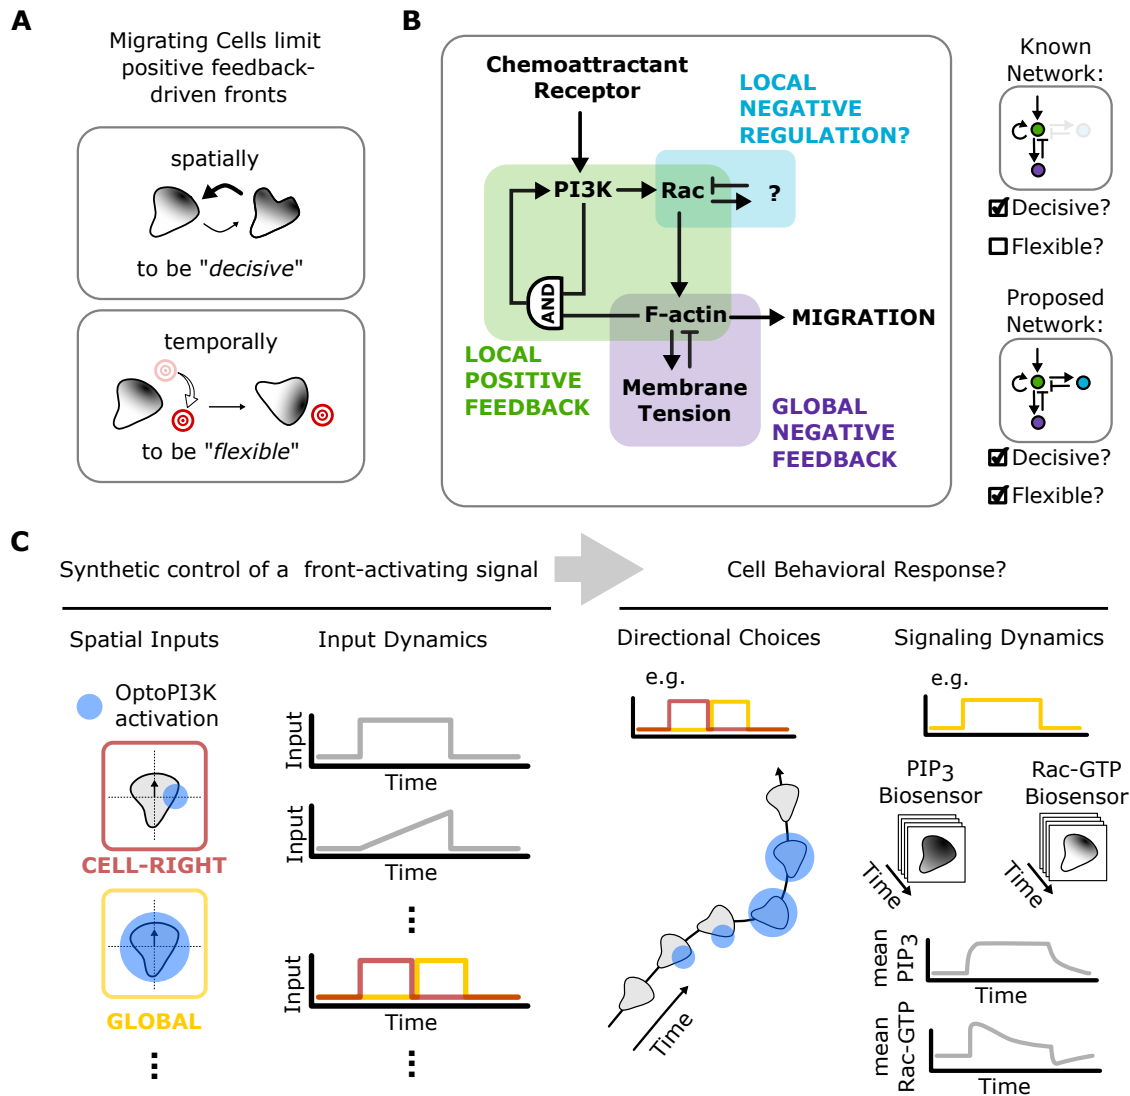 A
Migrating Cells limit
positive feedback-
driven fronts
spatially
to be "decisive"
temporally
to be "flexible"
B
Chemoattractant
Receptor
LOCAL
NEGATIVE
REGULATION?
PI3K
Rac
?
AND
F-actin
MIGRATION
LOCAL
POSITIVE
FEEDBACK
Membrane
Tension
GLOBAL
NEGATIVE
FEEDBACK
Known
Network:
Decisive?
Flexible?
Proposed
Network:
Decisive?
Flexible?
C
Synthetic control of a front-activating signal
Cell Behavioral Response?
Spatial Inputs
OptoPI3K
activation
CELL-RIGHT
GLOBAL
Input Dynamics
Input
Time
Input
Time
Input
Time
Directional Choices
e.g.
Time
Signaling Dynamics
e.g.
PIP3
Biosensor
Rac-GTP
Biosensor
Time
Time
mean
PIP3
Time
mean
Rac-GTP
Time